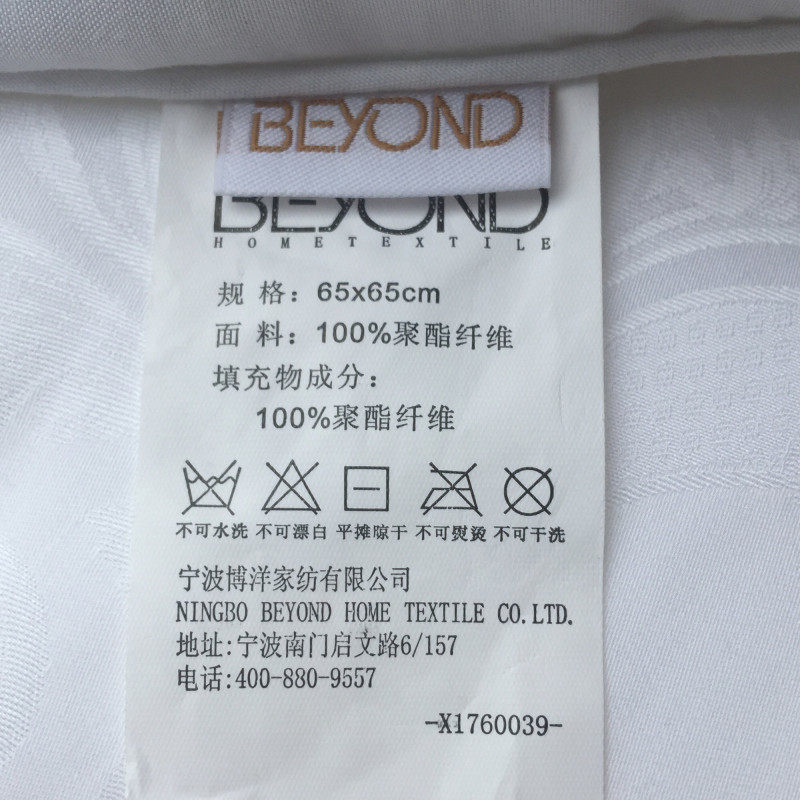 BEYOND
BEYOND
HOME TEXTILE
规 格：65x65cm
面 料：100%聚酯纤维
填充物成分：
100%聚酯纤维
不可水洗 不可漂白 平摊晾干 不可熨烫 不可干洗
宁波博洋家纺有限公司
NINGBO BEYOND HOME TEXTILE CO.LTD.
地址:宁波南门启文路6/157
电话:400-880-9557
-X1760039-